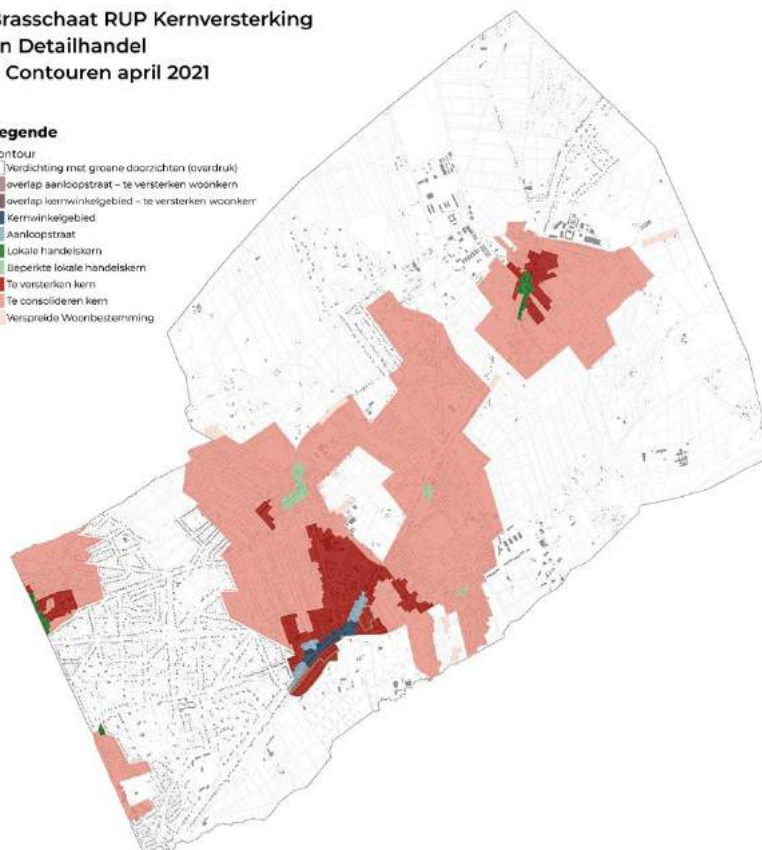 Brasschaat RUP Kernversterking
n Detailhandel
Contouren april 2021
egende
ontour
Verdichting met groene doorzichten (overdruk)
overlap aanloopstraat – te versterken woonkern
overlap kernwinkelgebied – te versterken woonkern
Kernwinkelgebied
Aanloopstraat
Lokale handelskern
Beperkte lokale handelskern
Te versterken kern
Te consolideren kern
Verspreide Woonbestemming